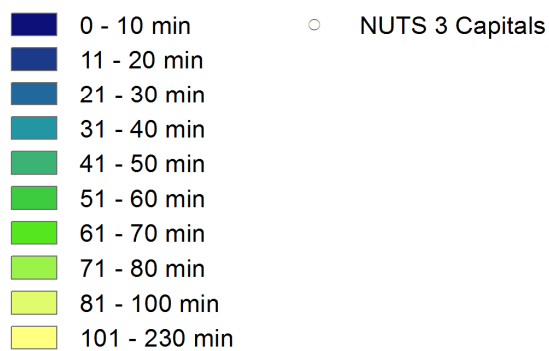 0 - 10 min
NUTS 3 Capitals
11 - 20 min
21 - 30 min
31 - 40 min
41 - 50 min
51 - 60 min
61 - 70 min
71 - 80 min
81 - 100 min
101 - 230 min